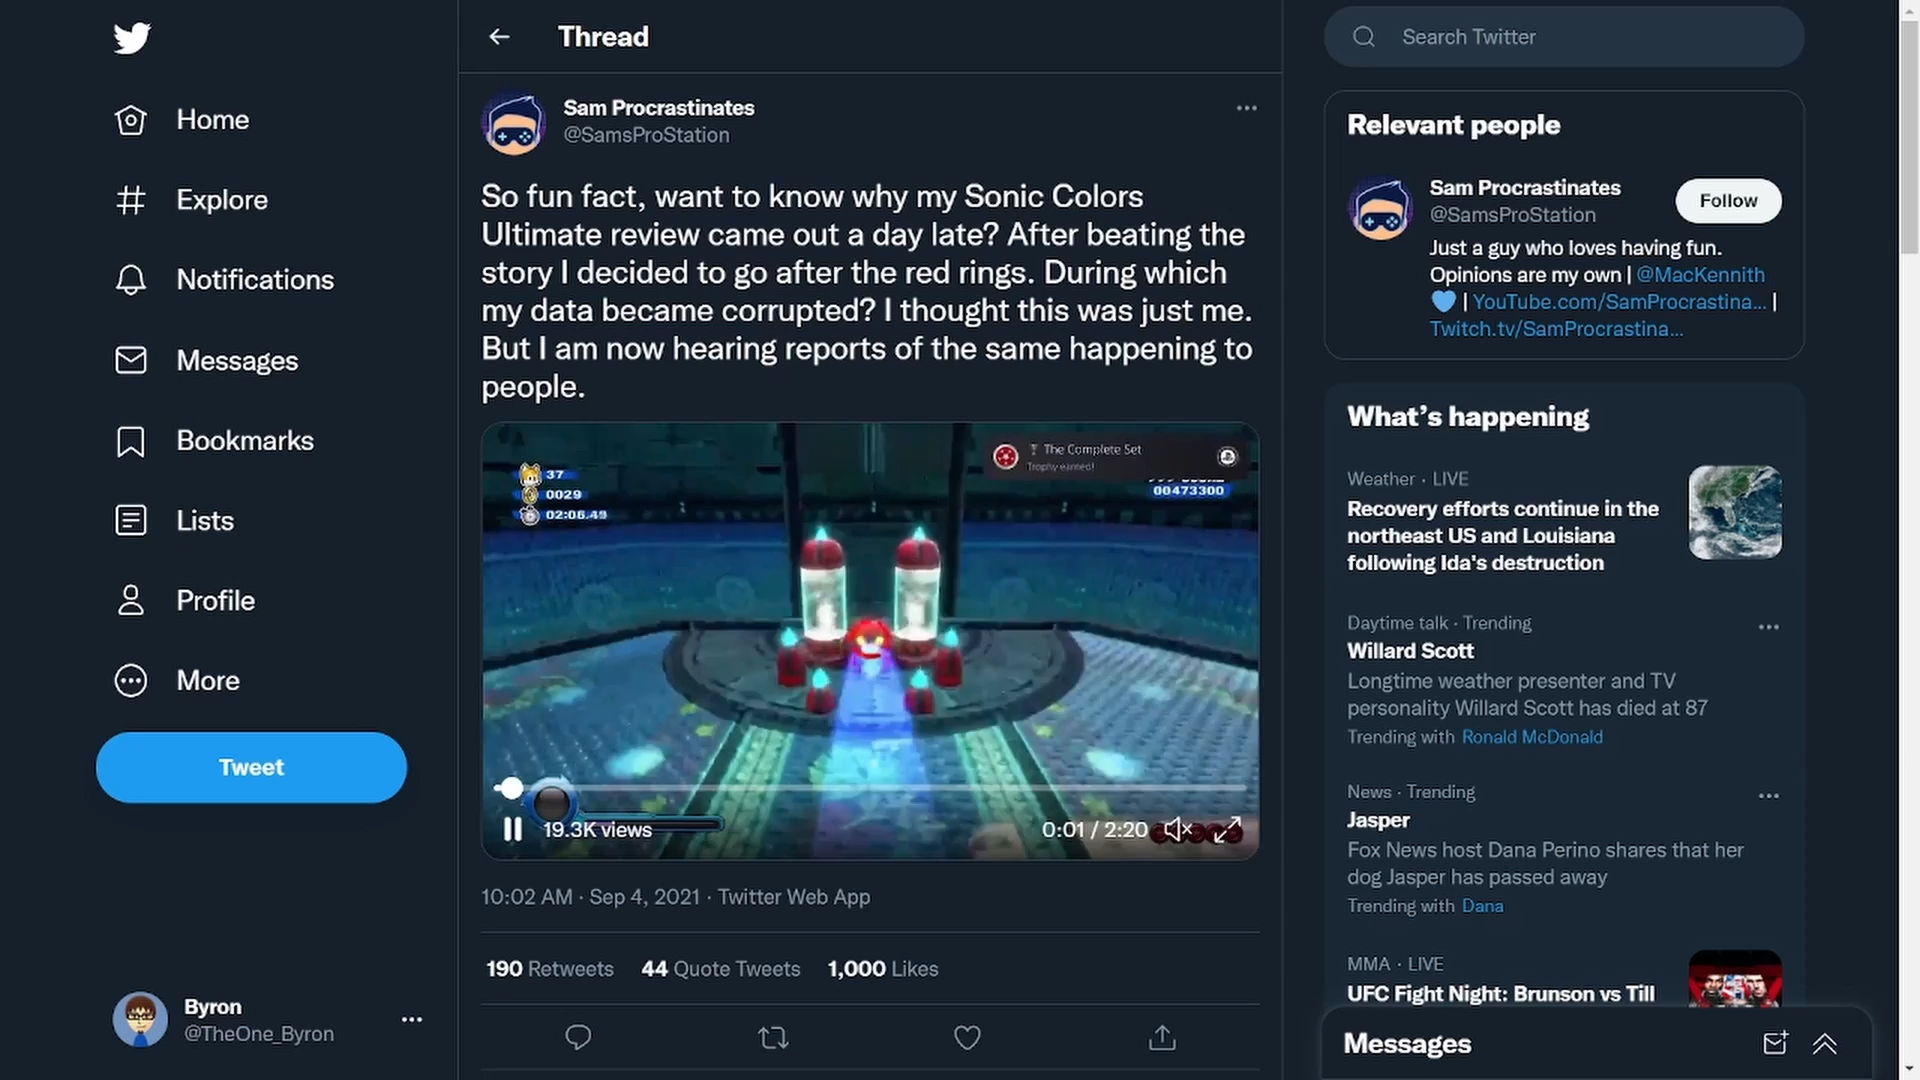 Home
Explore
Notifications
Messages
Bookmarks
Lists
Profile
More
Tweet
Byron
@TheOne_Byron
Thread
Sam Procrastinates
@SamsProStation
So fun fact, want to know why my Sonic Colors
Ultimate review came out a day late? After beating the
story I decided to go after the red rings. During which
my data became corrupted? I thought this was just me.
But I am now hearing reports of the same happening to
people.
37
0029
02:06.49
The Complete Set
Trophy earned!
00473300
19.3K views
0:01 / 2:20
10:02 AM · Sep 4, 2021 · Twitter Web App
190 Retweets 44 Quote Tweets 1,000 Likes
Search Twitter
Relevant people
Sam Procrastinates
@SamsProStation
Follow
Just a guy who loves having fun.
Opinions are my own | @MacKennith
💙 | YouTube.com/SamProcrastina... |
Twitch.tv/SamProcrastina...
What's happening
Weather · LIVE
Recovery efforts continue in the
northeast US and Louisiana
following Ida's destruction
Daytime talk · Trending
Willard Scott
Longtime weather presenter and TV
personality Willard Scott has died at 87
Trending with Ronald McDonald
News · Trending
Jasper
Fox News host Dana Perino shares that her
dog Jasper has passed away
Trending with Dana
MMA · LIVE
UFC Fight Night: Brunson vs Till
Messages